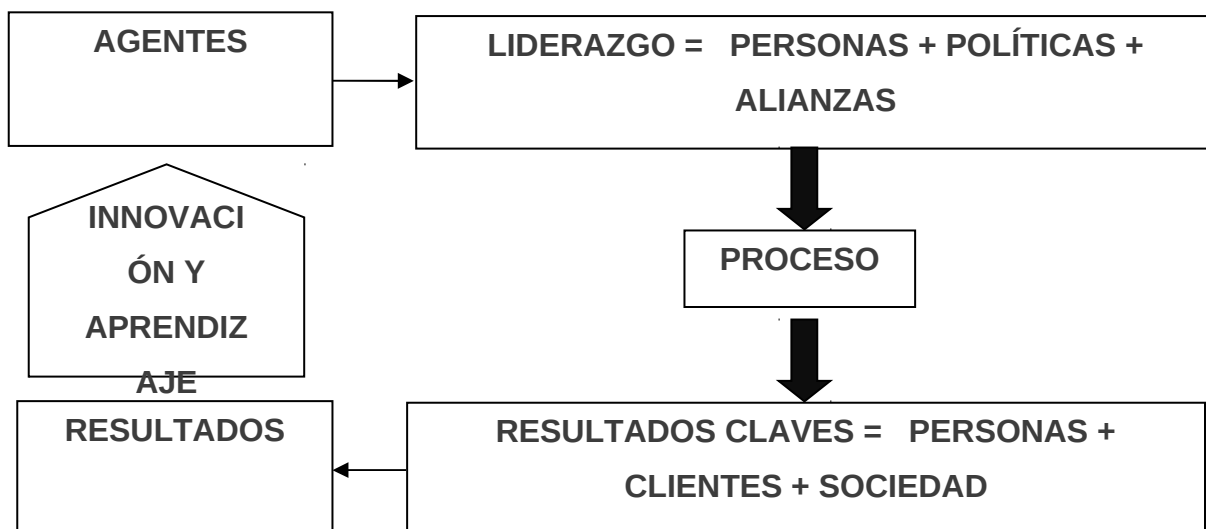 AGENTES
LIDERAZGO = PERSONAS + POLÍTICAS +
ALIANZAS
INNOVACI
ÓN Y
APRENDIZ
AJE
PROCESO
RESULTADOS
RESULTADOS CLAVES = PERSONAS +
CLIENTES + SOCIEDAD